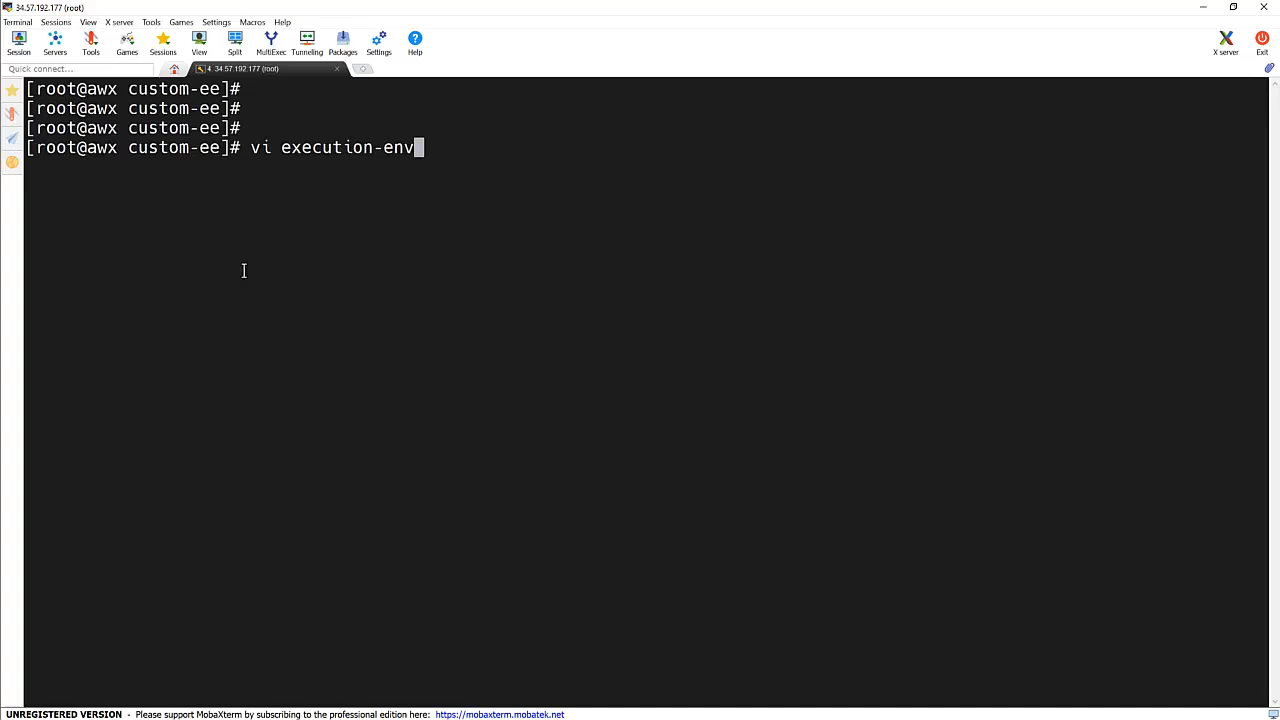 34.57.192.177 (root)
Terminal Sessions View X server Tools Games Settings Macros Help
Session Servers Tools Games Sessions View Split MultiExec Tunneling Packages Settings Help X server Exit
Quick connect... 4. 34.57.192.177 (root)
[root@awx custom-ee]#
[root@awx custom-ee]#
[root@awx custom-ee]#
[root@awx custom-ee]# vi execution-env
UNREGISTERED VERSION - Please support MobaXterm by subscribing to the professional edition here: https://mobaxterm.mobatek.net